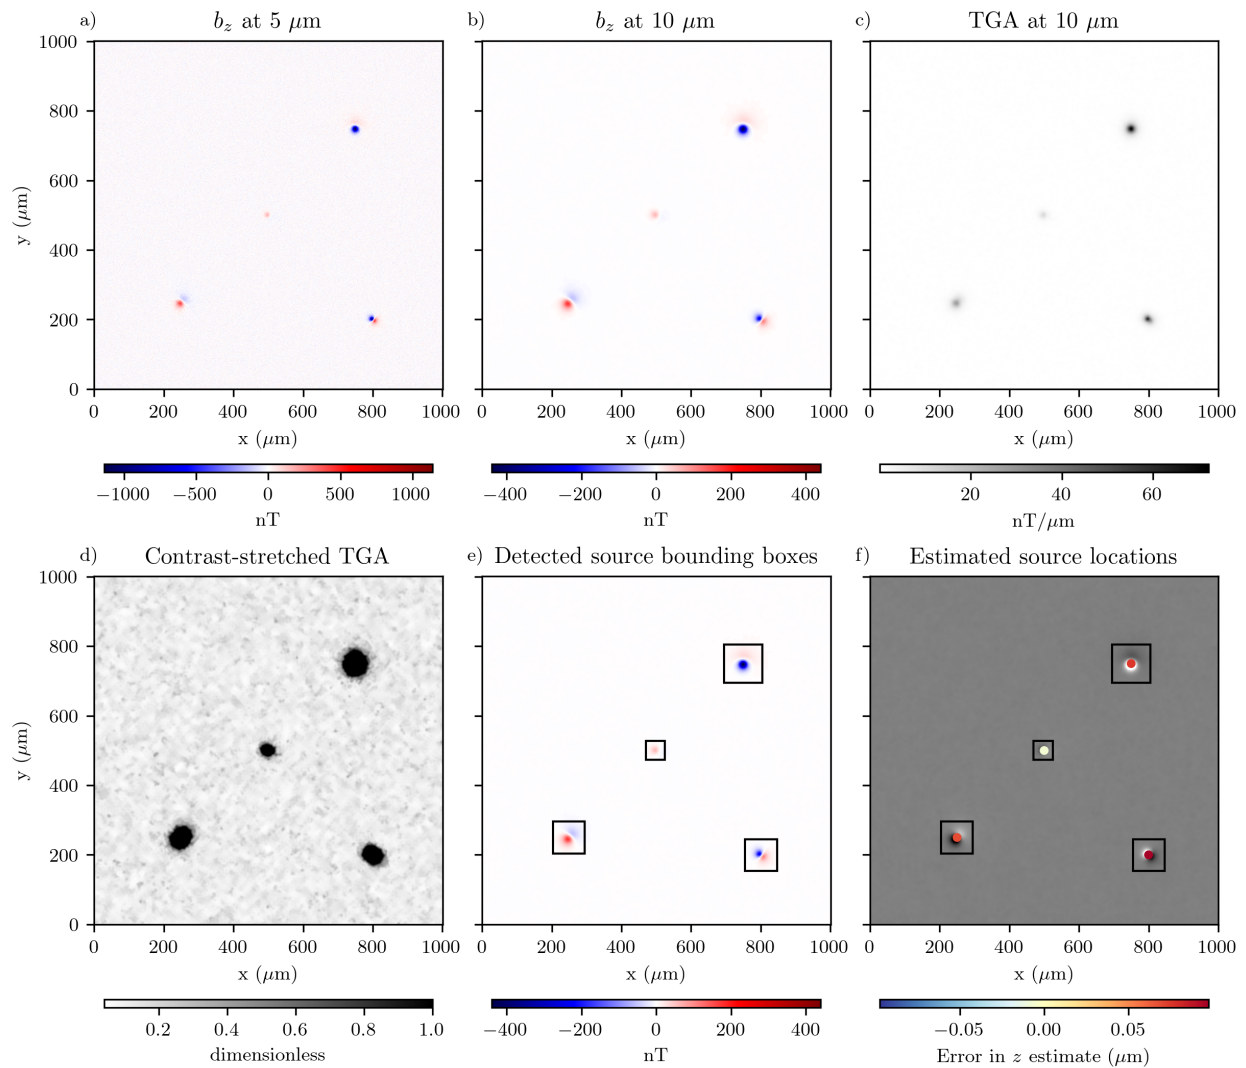 a) b_z at 5 μm
b) b_z at 10 μm
c) TGA at 10 μm
1000
800
600
400
200
0
y (μm)
0 200 400 600 800 1000
0 200 400 600 800 1000
0 200 400 600 800 1000
x (μm)
x (μm)
x (μm)
−1000 −500 0 500 1000
−400 −200 0 200 400
20 40 60
nT
nT
nT/μm
d) Contrast-stretched TGA
e) Detected source bounding boxes
f) Estimated source locations
1000
800
600
400
200
0
y (μm)
0 200 400 600 800 1000
0 200 400 600 800 1000
0 200 400 600 800 1000
x (μm)
x (μm)
x (μm)
0.2 0.4 0.6 0.8 1.0
−400 −200 0 200 400
−0.05 0.00 0.05
dimensionless
nT
Error in z estimate (μm)